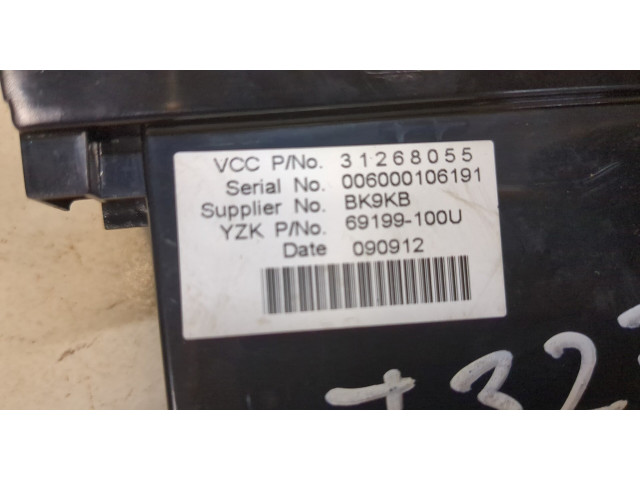 VCC P/No. 31268055
Serial No. 006000106191
Supplier No. BK9KB
YZK P/No. 69199-100U
Date 090912